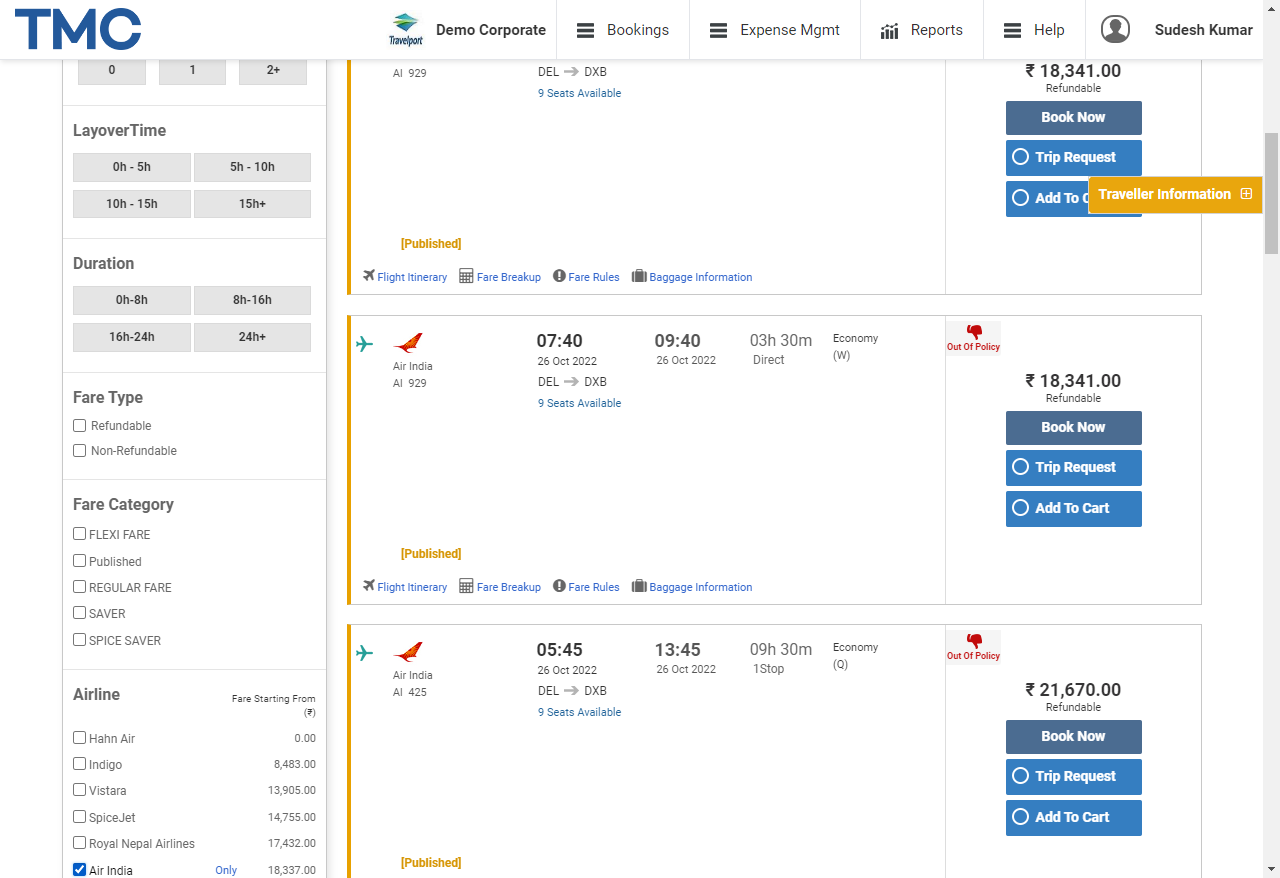 TMC
Travelport
Demo Corporate
Bookings
Expense Mgmt
Reports
Help
Sudesh Kumar
0 1 2+
LayoverTime
0h - 5h 5h - 10h
10h - 15h 15h+
Duration
0h-8h 8h-16h
16h-24h 24h+
Fare Type
Refundable
Non-Refundable
Fare Category
FLEXI FARE
Published
REGULAR FARE
SAVER
SPICE SAVER
Airline Fare Starting From
(₹)
Hahn Air 0.00
Indigo 8,483.00
Vistara 13,905.00
SpiceJet 14,755.00
Royal Nepal Airlines 17,432.00
Air India Only 18,337.00
AI 929
DEL DXB
9 Seats Available
₹ 18,341.00
Refundable
Book Now
Trip Request
Add To C
Traveller Information
[Published]
Flight Itinerary Fare Breakup Fare Rules Baggage Information
07:40 09:40 03h 30m Economy
26 Oct 2022 26 Oct 2022 Direct (W)
Air India
AI 929
DEL DXB
9 Seats Available
Out Of Policy
₹ 18,341.00
Refundable
Book Now
Trip Request
Add To Cart
[Published]
Flight Itinerary Fare Breakup Fare Rules Baggage Information
05:45 13:45 09h 30m Economy
26 Oct 2022 26 Oct 2022 1Stop (Q)
Air India
AI 425
DEL DXB
9 Seats Available
Out Of Policy
₹ 21,670.00
Refundable
Book Now
Trip Request
Add To Cart
[Published]